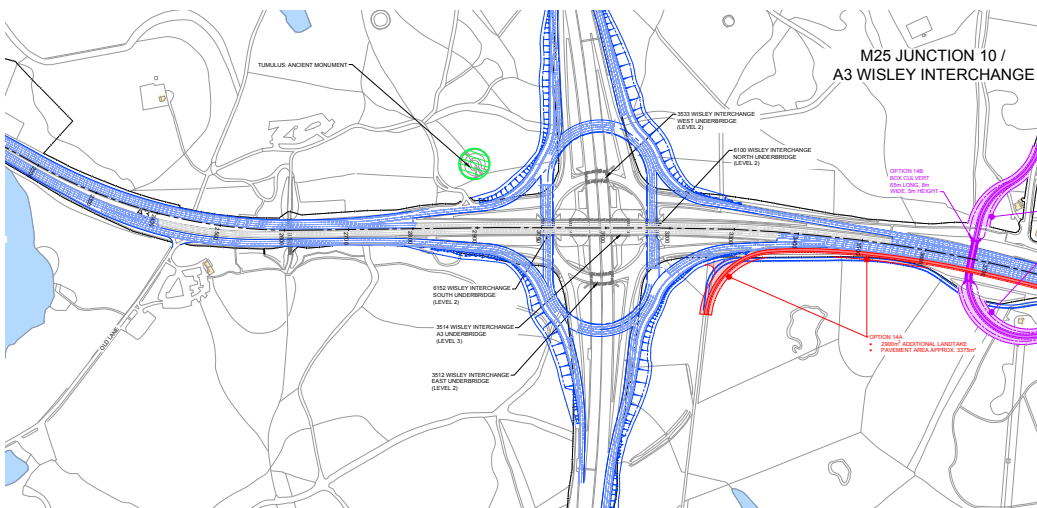 M25 JUNCTION 10 /
A3 WISLEY INTERCHANGE
TUMULUS: ANCIENT MONUMENT
3533 WISLEY INTERCHANGE
WEST UNDERBRIDGE
(LEVEL 2)
6100 WISLEY INTERCHANGE
NORTH UNDERBRIDGE
(LEVEL 2)
OPTION 14B
BOX CULVERT
65m LONG, 8m
WIDE, 5m HEIGHT
6152 WISLEY INTERCHANGE
SOUTH UNDERBRIDGE
(LEVEL 2)
3514 WISLEY INTERCHANGE
A3 UNDERBRIDGE
(LEVEL 3)
3512 WISLEY INTERCHANGE
EAST UNDERBRIDGE
(LEVEL 2)
OPTION 14A
• 2900m² ADDITIONAL LANDTAKE
• PAVEMENT AREA APPROX. 3375m²
OLD LANE